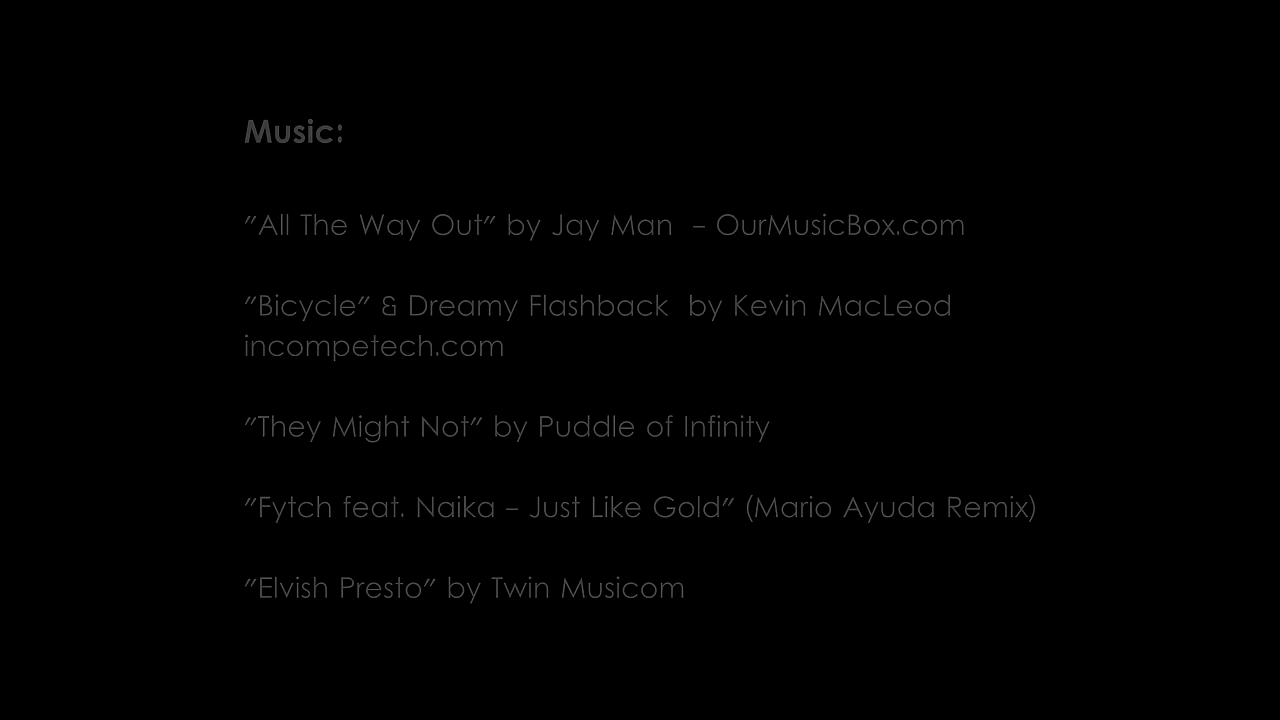 Music:
"All The Way Out" by Jay Man – OurMusicBox.com
"Bicycle" & Dreamy Flashback by Kevin MacLeod
incompetech.com
"They Might Not" by Puddle of Infinity
"Fytch feat. Naika – Just Like Gold" (Mario Ayuda Remix)
"Elvish Presto" by Twin Musicom